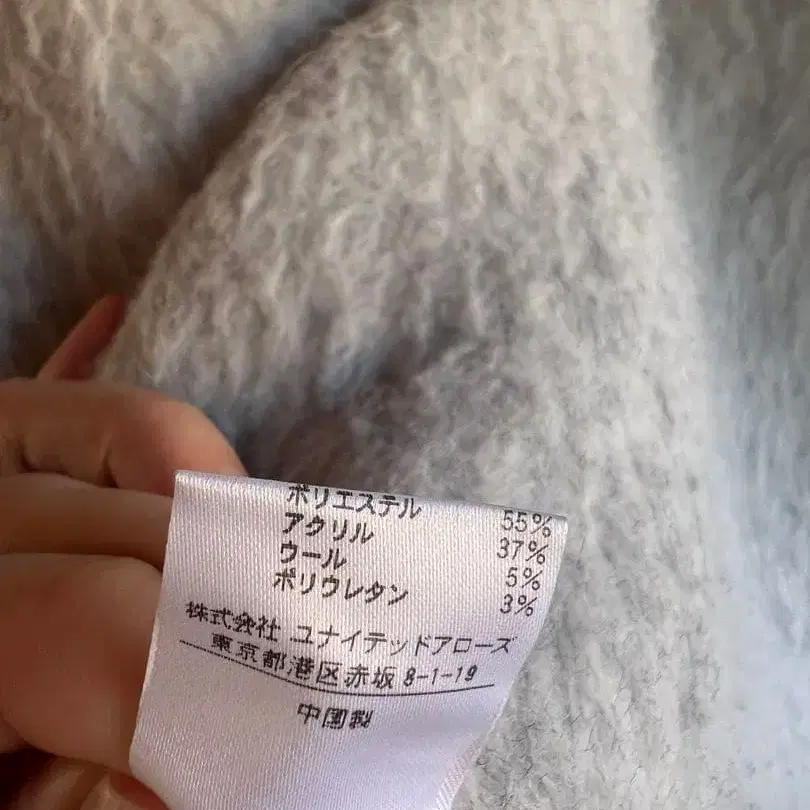 ポリエステル 55%
アクリル 37%
ウール 5%
ポリウレタン 3%
株式会社 ユナイテッドアローズ
東京都港区赤坂 8-1-19
中国製